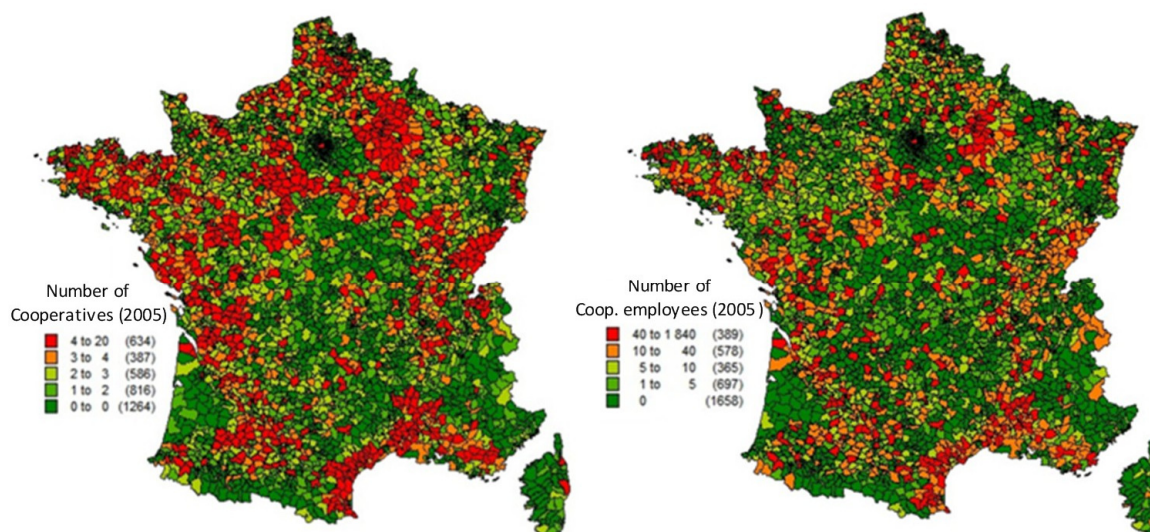 Number of
Cooperatives (2005)
4 to 20 (634)
3 to 4 (387)
2 to 3 (586)
1 to 2 (816)
0 to 0 (1264)
Number of
Coop. employees (2005)
40 to 1 840 (389)
10 to 40 (578)
5 to 10 (365)
1 to 5 (697)
0 (1658)